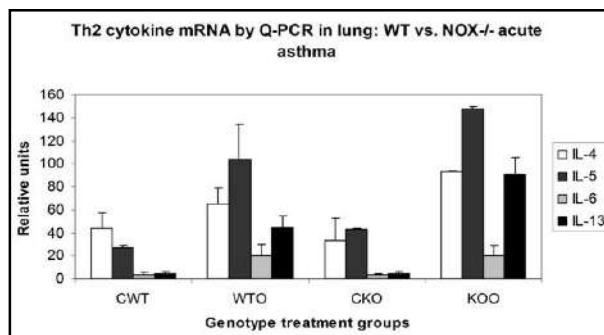 Th2 cytokine mRNA by Q-PCR in lung: WT vs. NOX-/- acute
asthma
160
140
120
100
80
60
40
20
0
Relative units
CWT WTO CKO KOO
Genotype treatment groups
IL-4
IL-5
IL-6
IL-13